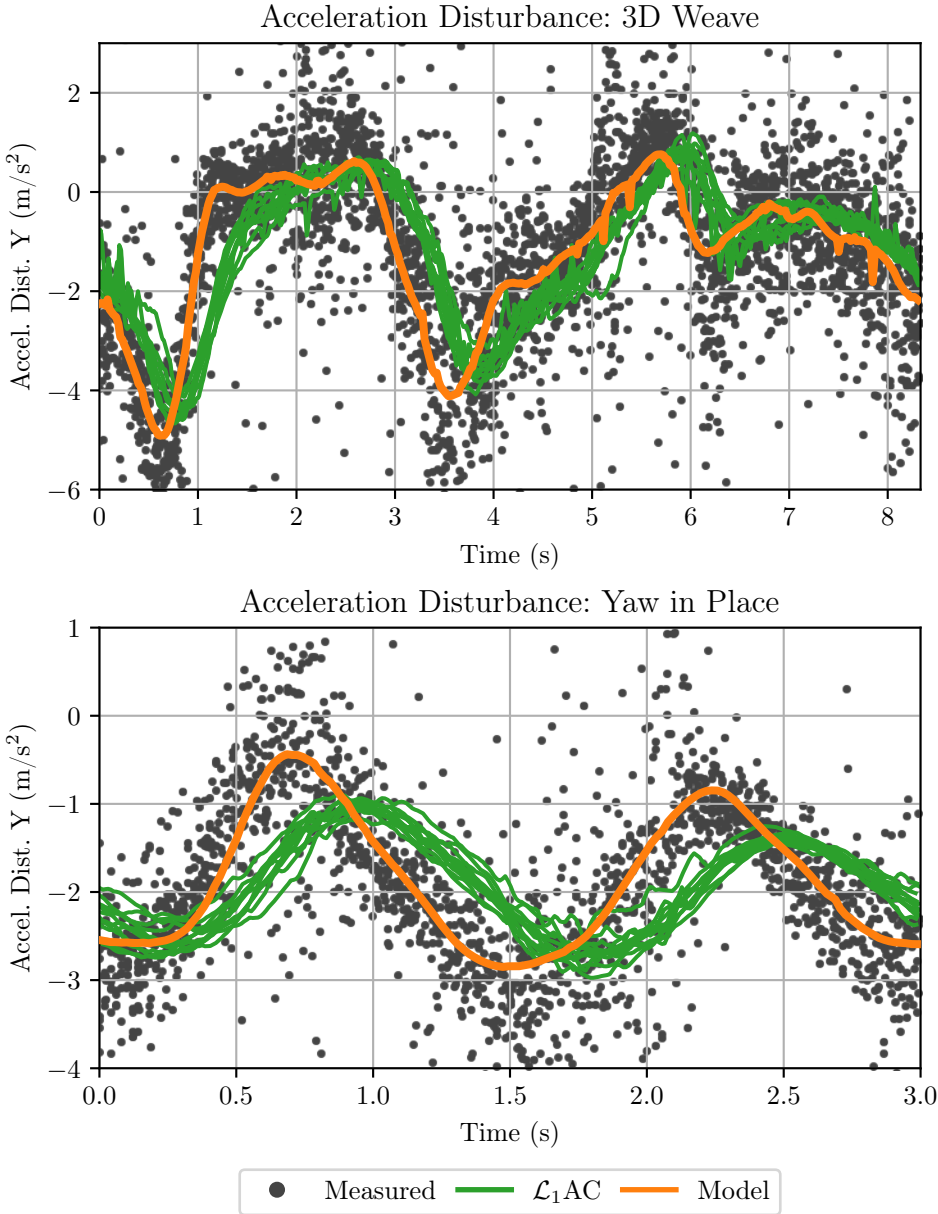 Acceleration Disturbance: 3D Weave
Accel. Dist. Y (m/s²)
2
0
−2
−4
−6
0 1 2 3 4 5 6 7 8
Time (s)
Acceleration Disturbance: Yaw in Place
Accel. Dist. Y (m/s²)
1
0
−1
−2
−3
−4
0.0 0.5 1.0 1.5 2.0 2.5 3.0
Time (s)
Measured ℒ₁AC Model